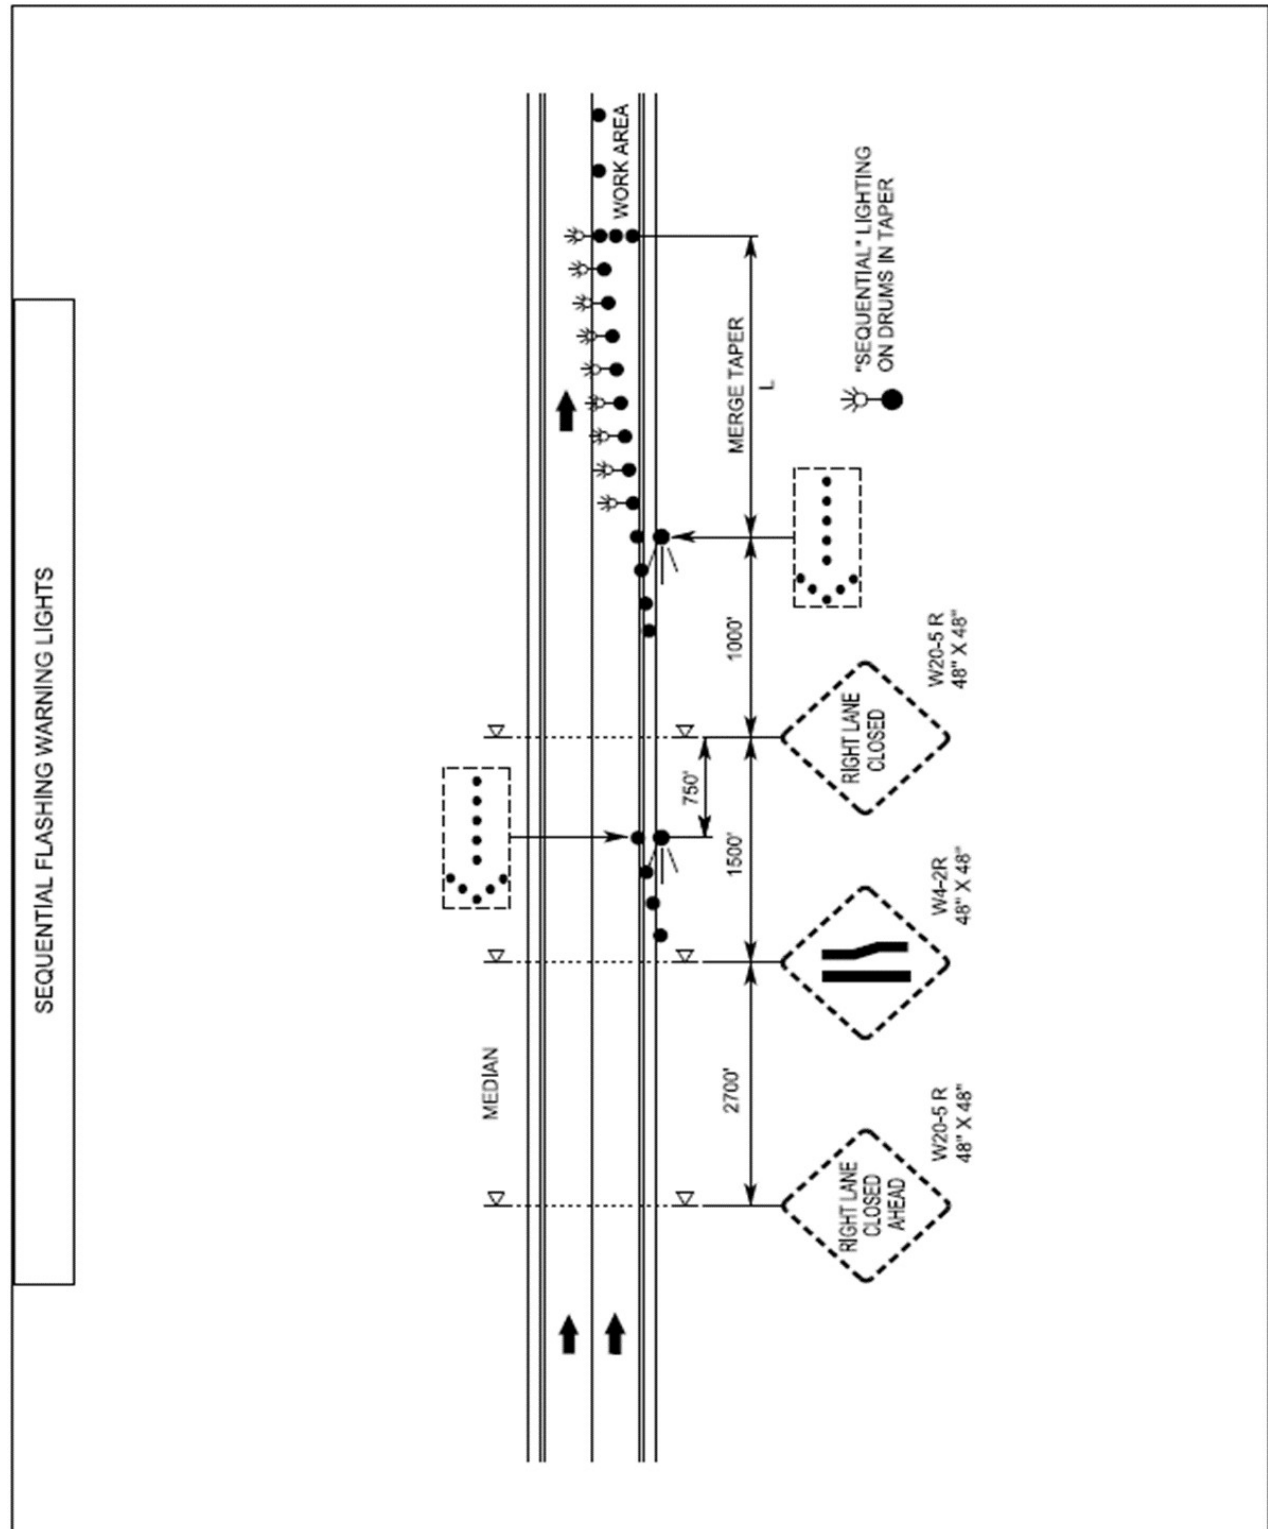 SEQUENTIAL FLASHING WARNING LIGHTS
MEDIAN
WORK AREA
2700'
1500'
750'
1000'
MERGE TAPER
L
RIGHT LANE
CLOSED
AHEAD
W20-5 R
48" X 48"
W4-2R
48" X 48"
RIGHT LANE
CLOSED
W20-5 R
48" X 48"
"SEQUENTIAL" LIGHTING
ON DRUMS IN TAPER